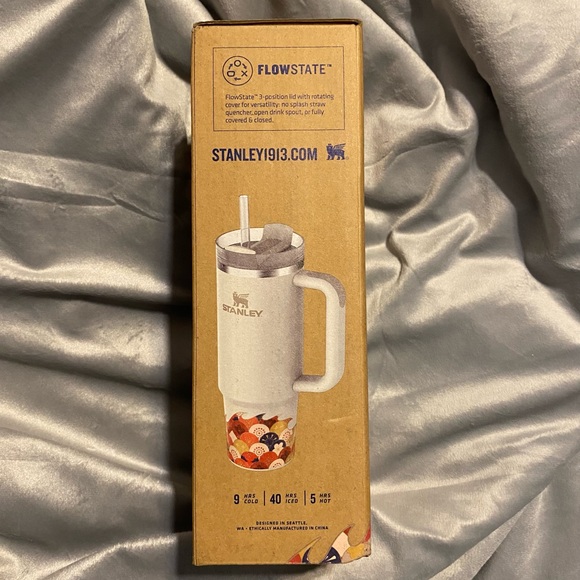 FLOWSTATE™
FlowState™ 3-position lid with rotating
cover for versatility: no splash straw
quencher, open drink spout, or fully
covered & closed.
STANLEY1913.COM
STANLEY
9 HRS COLD | 40 HRS ICED | 5 HRS HOT
DESIGNED IN SEATTLE,
WA • ETHICALLY MANUFACTURED IN CHINA